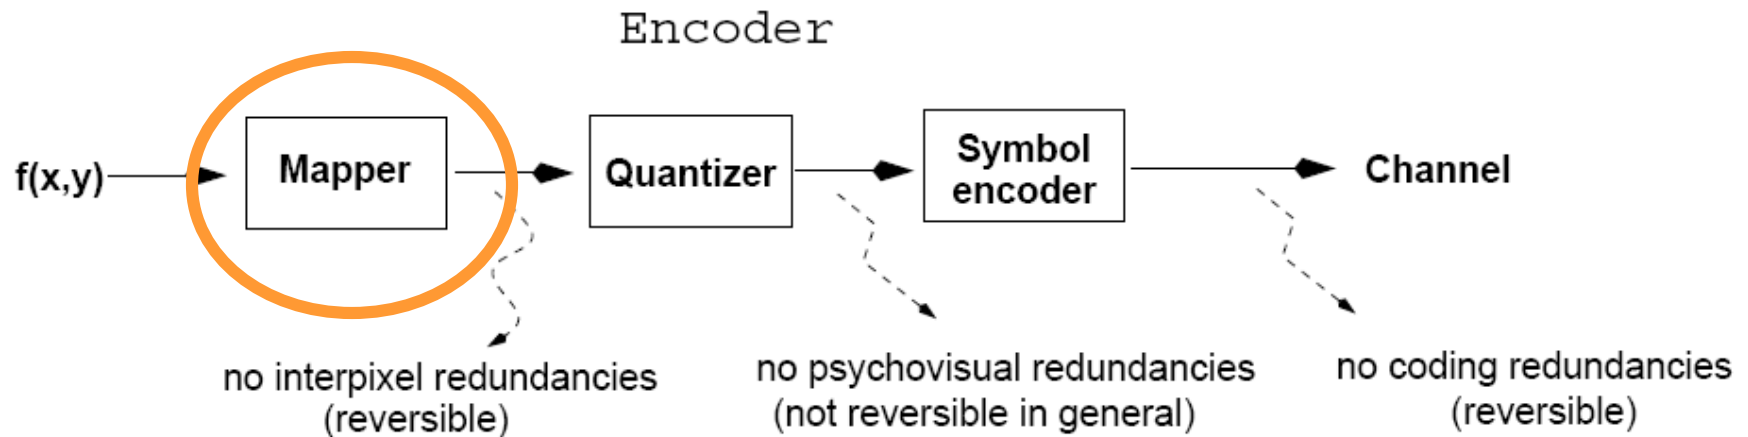 Encoder
f(x,y)
Mapper
Quantizer
Symbol
encoder
Channel
no interpixel redundancies
(reversible)
no psychovisual redundancies
(not reversible in general)
no coding redundancies
(reversible)